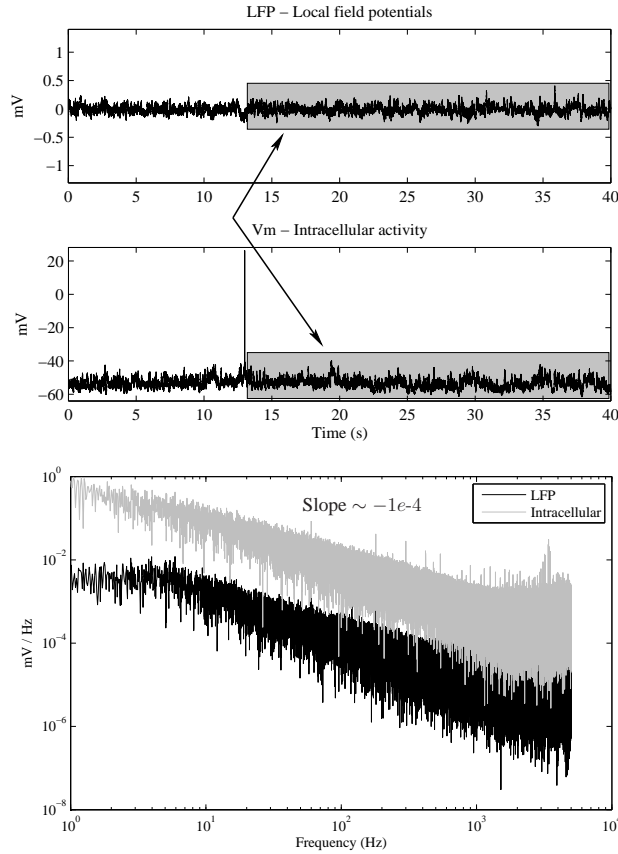 LFP – Local field potentials
1
0.5
0
−0.5
−1
mV
0 5 10 15 20 25 30 35 40
Vm – Intracellular activity
20
0
−20
−40
−60
mV
0 5 10 15 20 25 30 35 40
Time (s)
10^0
10^−2
10^−4
10^−6
10^−8
mV / Hz
Slope ∼ −1e-4
LFP
Intracellular
10^0 10^1 10^2 10^3 10^4
Frequency (Hz)